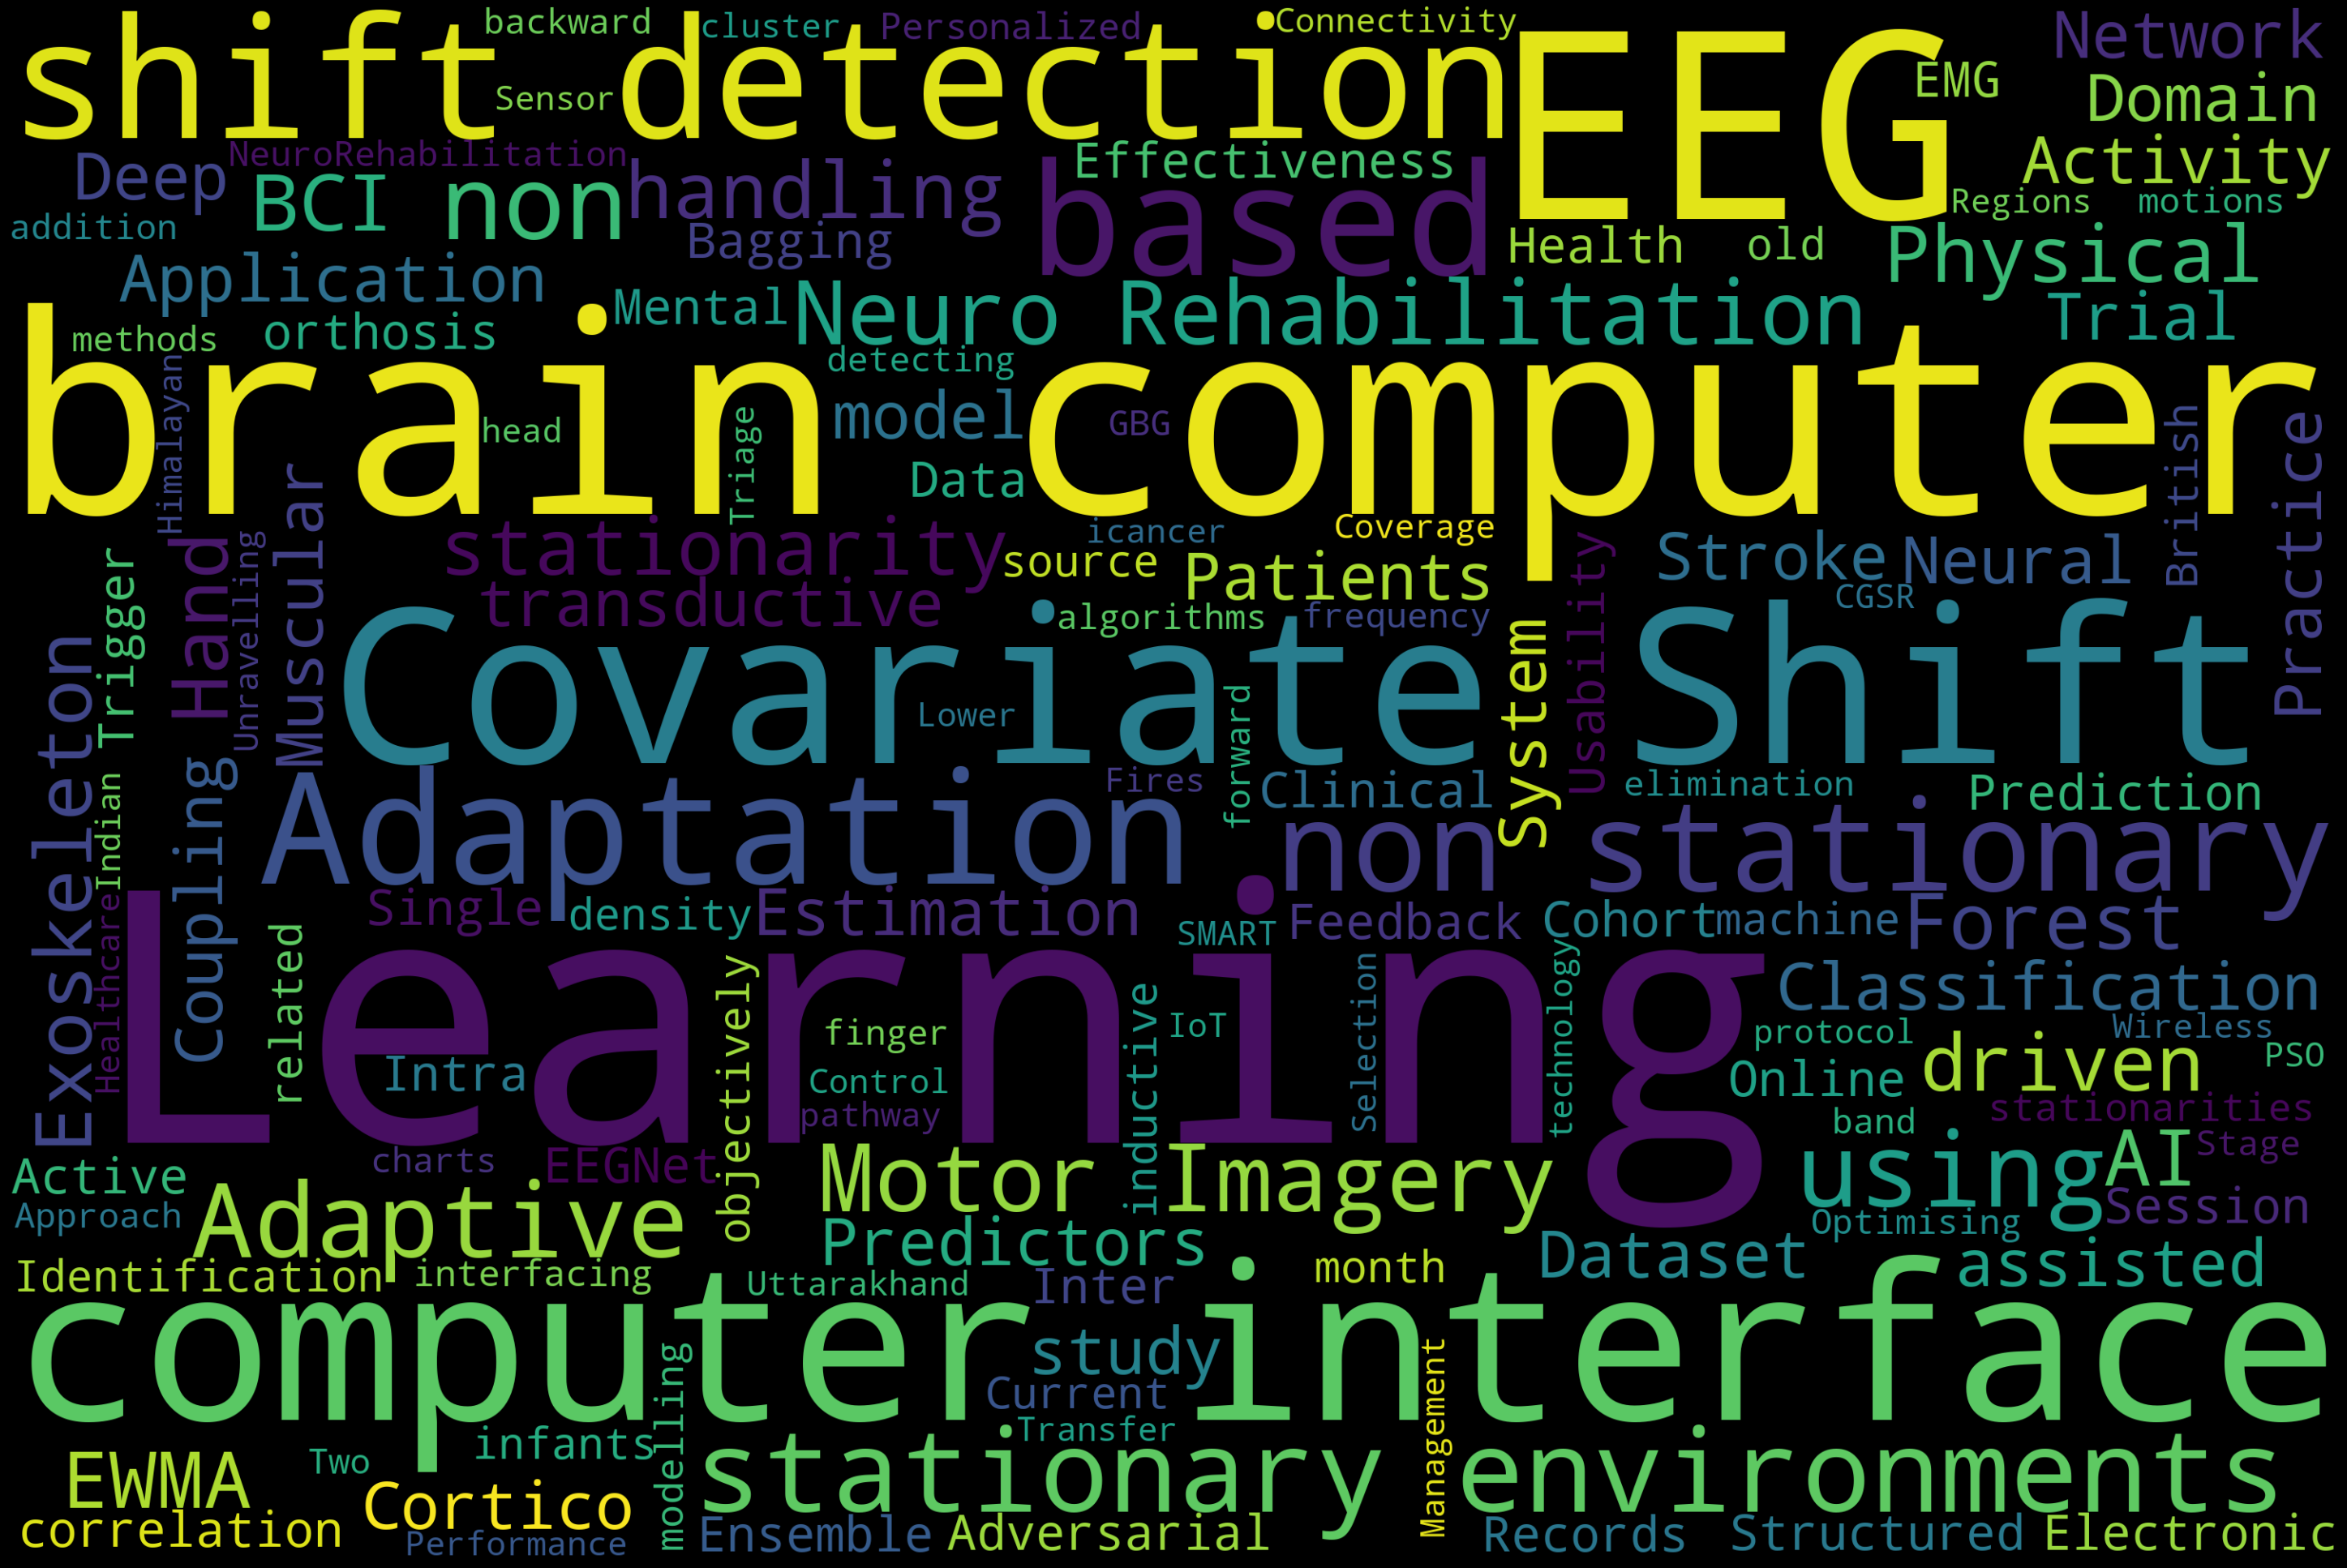 backward
cluster
Personalized
Connectivity
shift detection
EEG
Network
EMG
Sensor
Domain
Deep
NeuroRehabilitation
BCI
non
handling
Effectiveness
based
Activity
addition
Bagging
Regions
motions
Health
old
Physical
Application
orthosis
methods
Mental
Neuro Rehabilitation
Trial
detecting
brain computer
Himalayan
head
Triage
model
GBG
Data
British
Practice
Muscular
Hand
Unravelling
stationarity
transductive
icancer
Coverage
source
Patients
Stroke
Neural
CGSR
algorithms
frequency
Usability
System
Covariate Shift
Lower
Trigger
Exoskeleton
Indian
Coupling
Adaptation
Fires
forward
Clinical
elimination
Prediction
non stationary
Healthcare
Single
density
Estimation
SMART
Feedback
Cohort
machine
Forest
Learning
related
objectively
Intra
finger
Control
pathway
inductive
IoT
Selection
technology
Classification
protocol
Wireless
Online
driven
PSO
stationarities
band
AI
Stage
using
Session
Optimising
charts
EEGNet
Active
Approach
Adaptive
Motor Imagery
Predictors
Identification
interfacing
Uttarakhand
Inter
month
Dataset
assisted
computer interface
study
Current
Transfer
Management
modelling
infants
Two
EWMA
Cortico
stationary environments
correlation
Performance
Ensemble
Adversarial
Records
Structured
Electronic